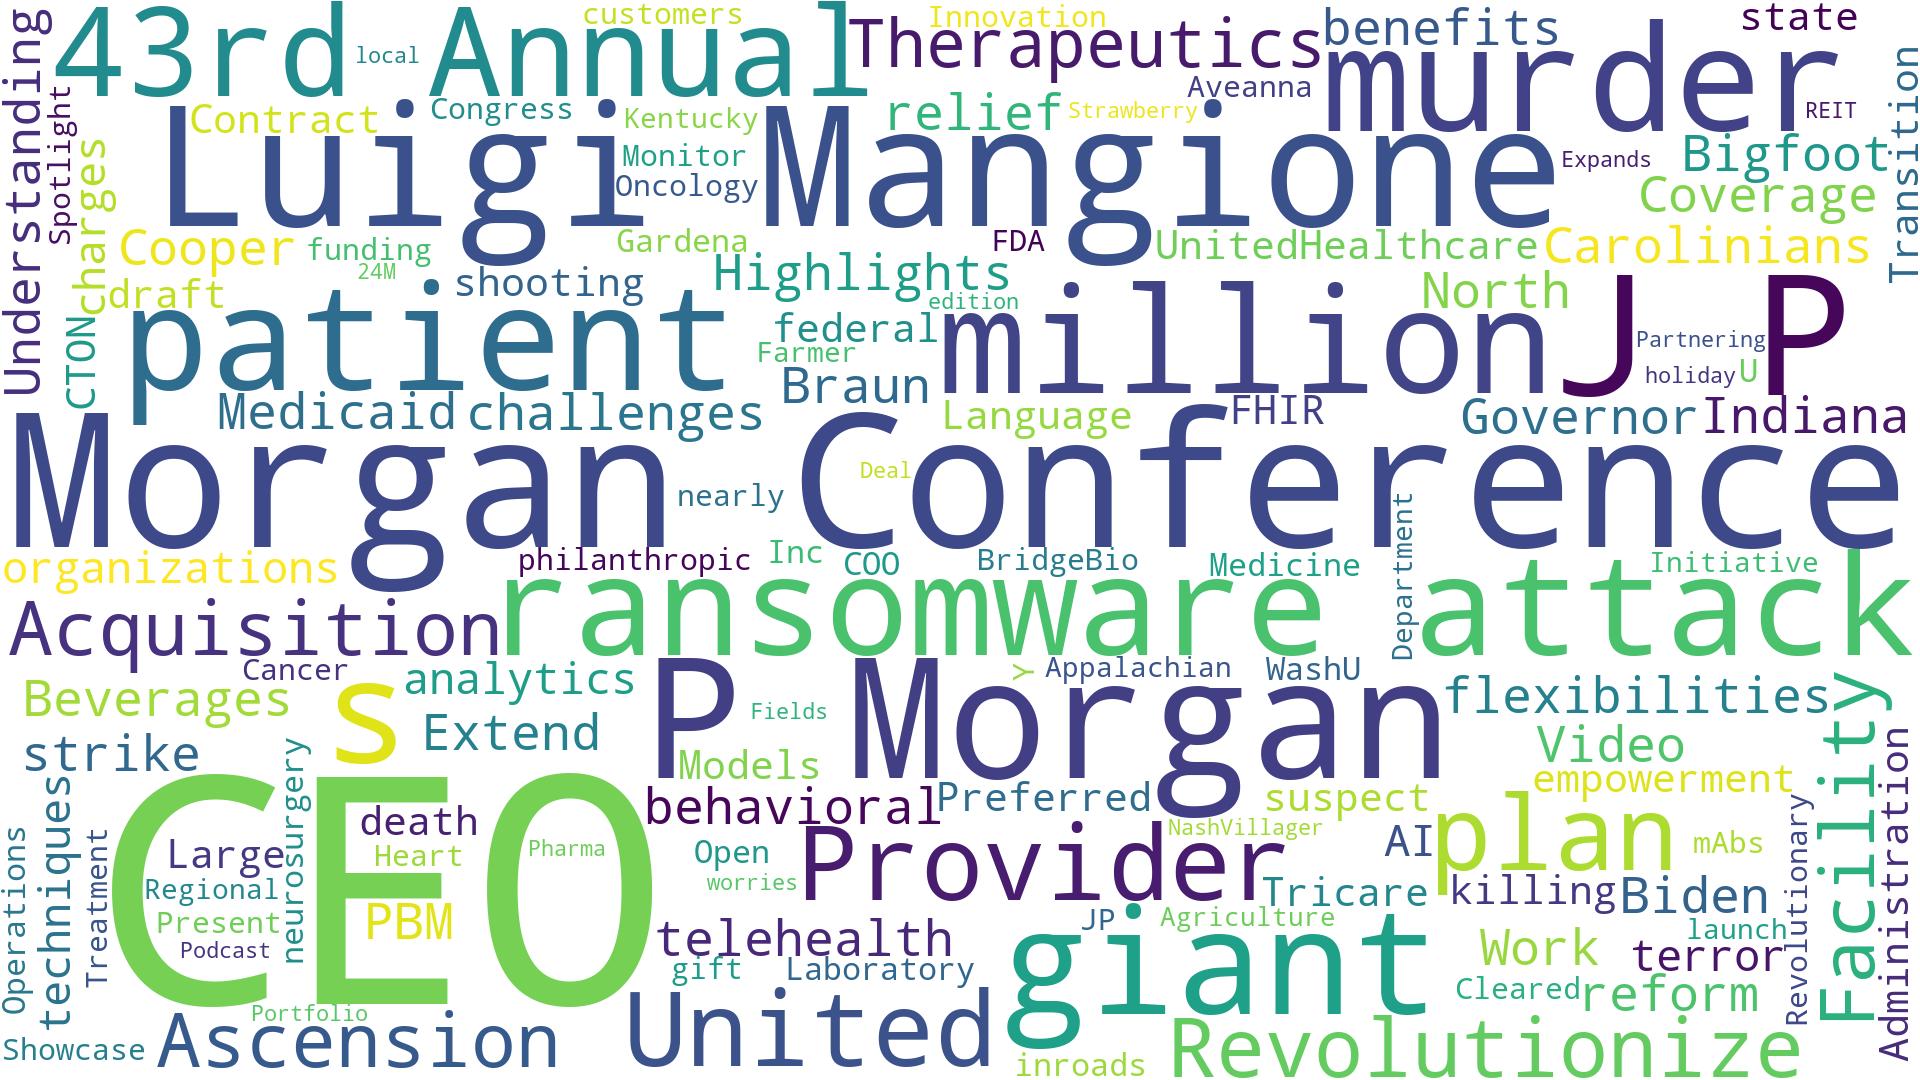 Understanding
43rd
local
Annual
customers
Innovation
Therapeutics
benefits
state
murder
Aveanna
Contract
Congress
Kentucky
relief
Strawberry
REIT
Transition
Spotlight
charges
Luigi
Mangione
Monitor
Oncology
Expands
Bigfoot
Coverage
Cooper
funding
24M
Gardena
FDA
UnitedHealthcare
Carolinians
draft
shooting
Highlights
edition
North
CTON
patient
federal
million
J P
Farmer
Partnering
Braun
holiday
U
Medicaid
challenges
Language
FHIR
Governor
Indiana
Morgan
Conference
Deal
nearly
Department
organizations
philanthropic
Inc
COO
BridgeBio
Medicine
Initiative
Acquisition
ransomware
attack
Cancer
analytics
Y
Appalachian
WashU
Beverages
s
P Morgan
flexibilities
Facility
Fields
Extend
strike
Video
Models
empowerment
techniques
neurosurgery
behavioral
Preferred
suspect
Revolutionary
Administration
CEO
death
NashVillager
plan
Operations
Treatment
Large
Heart
Pharma
Open
Provider
AI
mAbs
Regional
worries
Tricare
killing
Biden
Present
PBM
JP
Agriculture
Podcast
telehealth
giant
Work
launch
terror
gift
Laboratory
Cleared
reform
Portfolio
Showcase
Ascension
United
inroads
Revolutionize